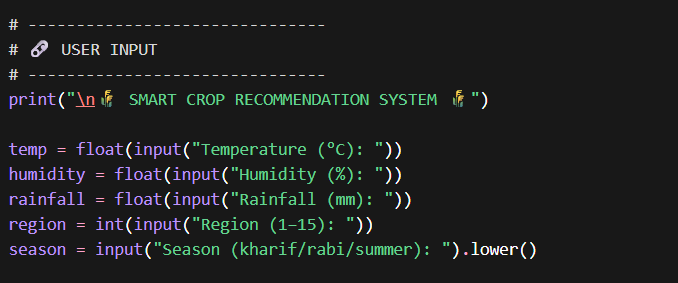 # ------------------------------
# 🔗 USER INPUT
# ------------------------------
print("\n🌾 SMART CROP RECOMMENDATION SYSTEM 🌾")
temp = float(input("Temperature (°C): "))
humidity = float(input("Humidity (%): "))
rainfall = float(input("Rainfall (mm): "))
region = int(input("Region (1–15): "))
season = input("Season (kharif/rabi/summer): ").lower()